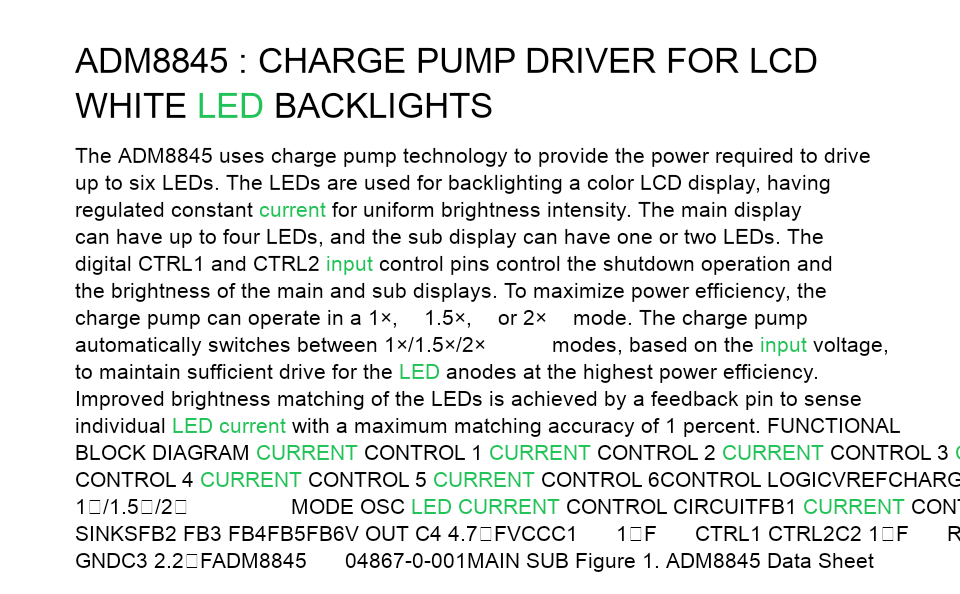 ADM8845 : CHARGE PUMP DRIVER FOR LCD
WHITE LED BACKLIGHTS
The ADM8845 uses charge pump technology to provide the power required to drive
up to six LEDs. The LEDs are used for backlighting a color LCD display, having
regulated constant current for uniform brightness intensity. The main display
can have up to four LEDs, and the sub display can have one or two LEDs. The
digital CTRL1 and CTRL2 input control pins control the shutdown operation and
the brightness of the main and sub displays. To maximize power efficiency, the
charge pump can operate in a 1×, 1.5×, or 2× mode. The charge pump
automatically switches between 1×/1.5×/2× modes, based on the input voltage,
to maintain sufficient drive for the LED anodes at the highest power efficiency.
Improved brightness matching of the LEDs is achieved by a feedback pin to sense
individual LED current with a maximum matching accuracy of 1 percent. FUNCTIONAL
BLOCK DIAGRAM CURRENT CONTROL 1 CURRENT CONTROL 2 CURRENT CONTROL 3
CONTROL 4 CURRENT CONTROL 5 CURRENT CONTROL 6CONTROL LOGICVREFCHARG
1□/1.5□/2□ MODE OSC LED CURRENT CONTROL CIRCUITFB1 CURRENT CONT
SINKSFB2 FB3 FB4FB5FB6V OUT C4 4.7□FVCCC1 1□F CTRL1 CTRL2C2 1□F R
GNDC3 2.2□FADM8845 04867-0-001MAIN SUB Figure 1. ADM8845 Data Sheet